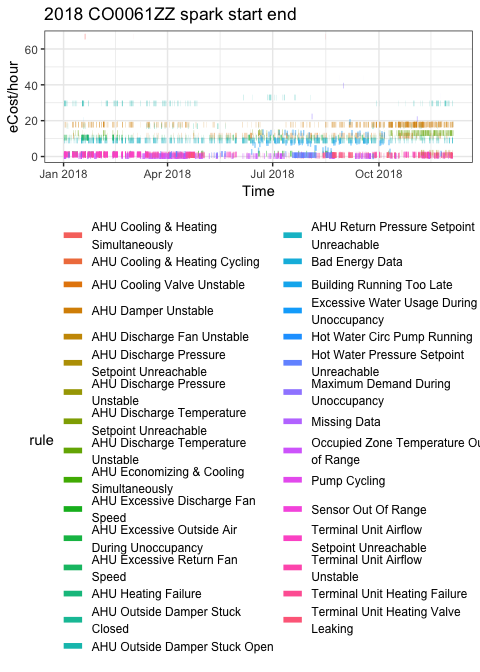 2018 CO0061ZZ spark start end
eCost/hour
60
40
20
0
Jan 2018
Apr 2018
Jul 2018
Oct 2018
Time
rule
AHU Cooling & Heating
Simultaneously
AHU Cooling & Heating Cycling
AHU Cooling Valve Unstable
AHU Damper Unstable
AHU Discharge Fan Unstable
AHU Discharge Pressure
Setpoint Unreachable
AHU Discharge Pressure
Unstable
AHU Discharge Temperature
Setpoint Unreachable
AHU Discharge Temperature
Unstable
AHU Economizing & Cooling
Simultaneously
AHU Excessive Discharge Fan
Speed
AHU Excessive Outside Air
During Unoccupancy
AHU Excessive Return Fan
Speed
AHU Heating Failure
AHU Outside Damper Stuck
Closed
AHU Outside Damper Stuck Open
AHU Return Pressure Setpoint
Unreachable
Bad Energy Data
Building Running Too Late
Excessive Water Usage During
Unoccupancy
Hot Water Circ Pump Running
Hot Water Pressure Setpoint
Unreachable
Maximum Demand During
Unoccupancy
Missing Data
Occupied Zone Temperature Ou
of Range
Pump Cycling
Sensor Out Of Range
Terminal Unit Airflow
Setpoint Unreachable
Terminal Unit Airflow
Unstable
Terminal Unit Heating Failure
Terminal Unit Heating Valve
Leaking